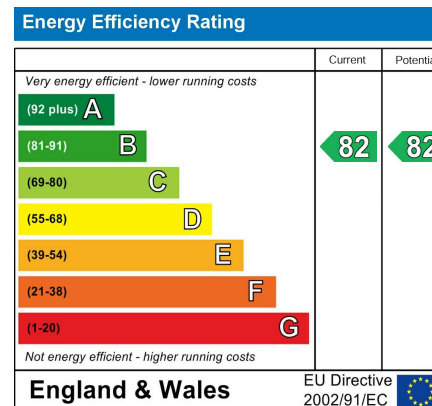 Energy Efficiency Rating
Current Potentia
Very energy efficient - lower running costs
(92 plus) A
(81-91) B 82 82
(69-80) C
(55-68) D
(39-54) E
(21-38) F
(1-20) G
Not energy efficient - higher running costs
England & Wales
EU Directive
2002/91/EC